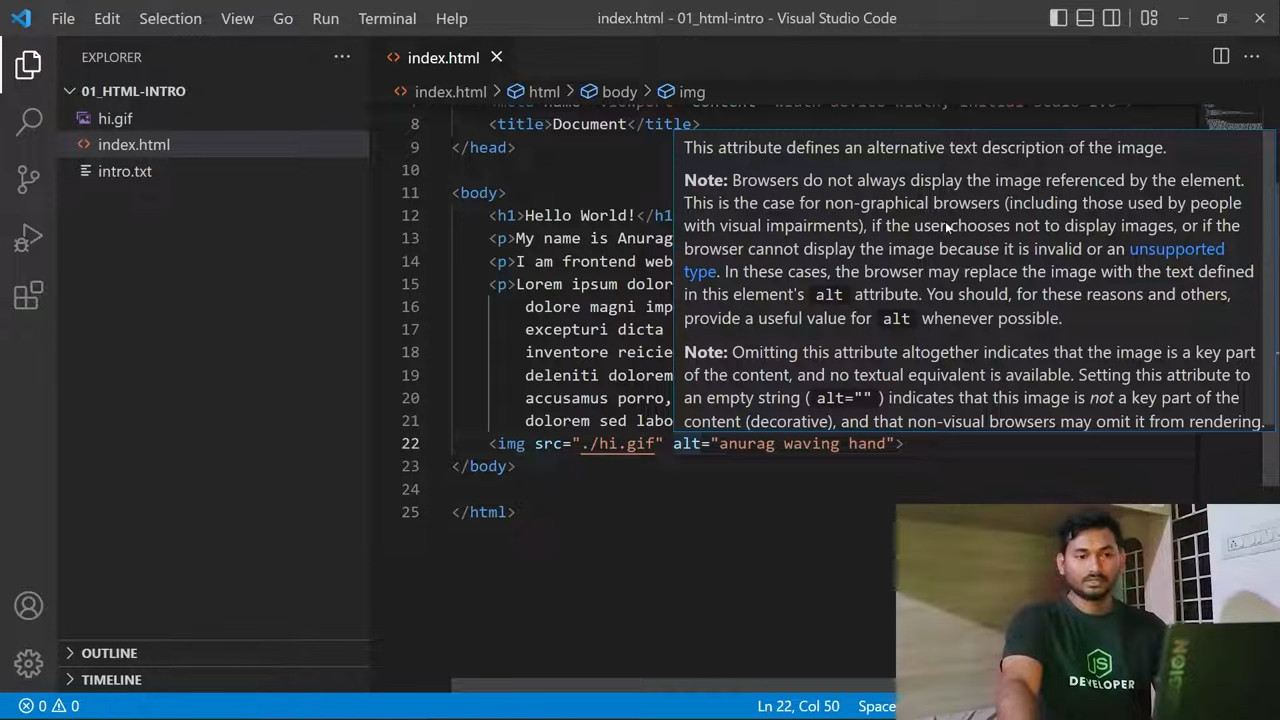 File Edit Selection View Go Run Terminal Help index.html - 01_html-intro - Visual Studio Code
EXPLORER
01_HTML-INTRO
hi.gif
index.html
intro.txt
OUTLINE
TIMELINE
index.html
index.html > html > body > img
8 <title>Document</title>
9 </head>
10
11 <body>
12 <h1>Hello World!</h1
13 <p>My name is Anurag
14 <p>I am frontend web
15 <p>Lorem ipsum dolor
16 dolore magni imp
17 excepturi dicta
18 inventore reicie
19 deleniti dolorem
20 accusamus porro,
21 dolorem sed labo
22 <img src="./hi.gif" alt="anurag waving hand">
23 </body>
24
25 </html>
This attribute defines an alternative text description of the image.
Note: Browsers do not always display the image referenced by the element.
This is the case for non-graphical browsers (including those used by people
with visual impairments), if the user chooses not to display images, or if the
browser cannot display the image because it is invalid or an unsupported
type. In these cases, the browser may replace the image with the text defined
in this element's alt attribute. You should, for these reasons and others,
provide a useful value for alt whenever possible.
Note: Omitting this attribute altogether indicates that the image is a key part
of the content, and no textual equivalent is available. Setting this attribute to
an empty string (alt="") indicates that this image is not a key part of the
content (decorative), and that non-visual browsers may omit it from rendering.
0 0
Ln 22, Col 50 Space
JS
DEVELOPER
GION